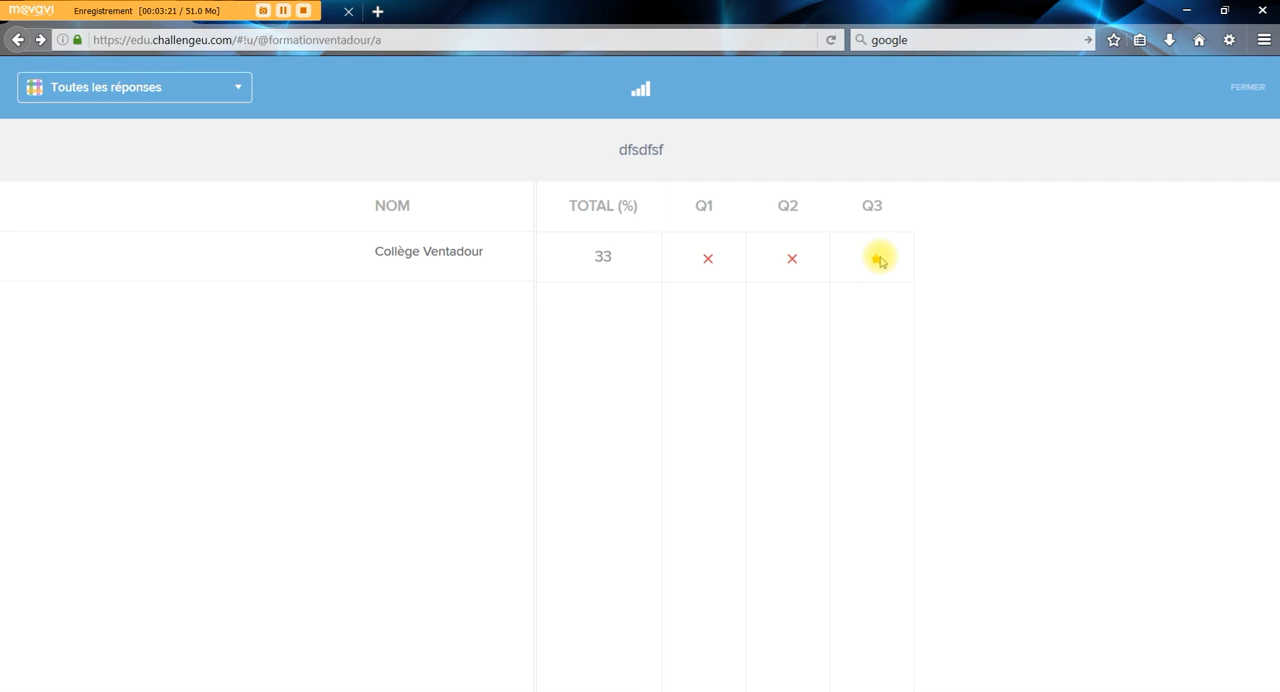 movavi Enregistrement [00:03:21 / 51.0 Mo]
https://edu.challengeu.com/#!u/@formationventadour/a
google
Toutes les réponses
FERMER
dfsdfsf
NOM TOTAL (%) Q1 Q2 Q3
Collège Ventadour 33